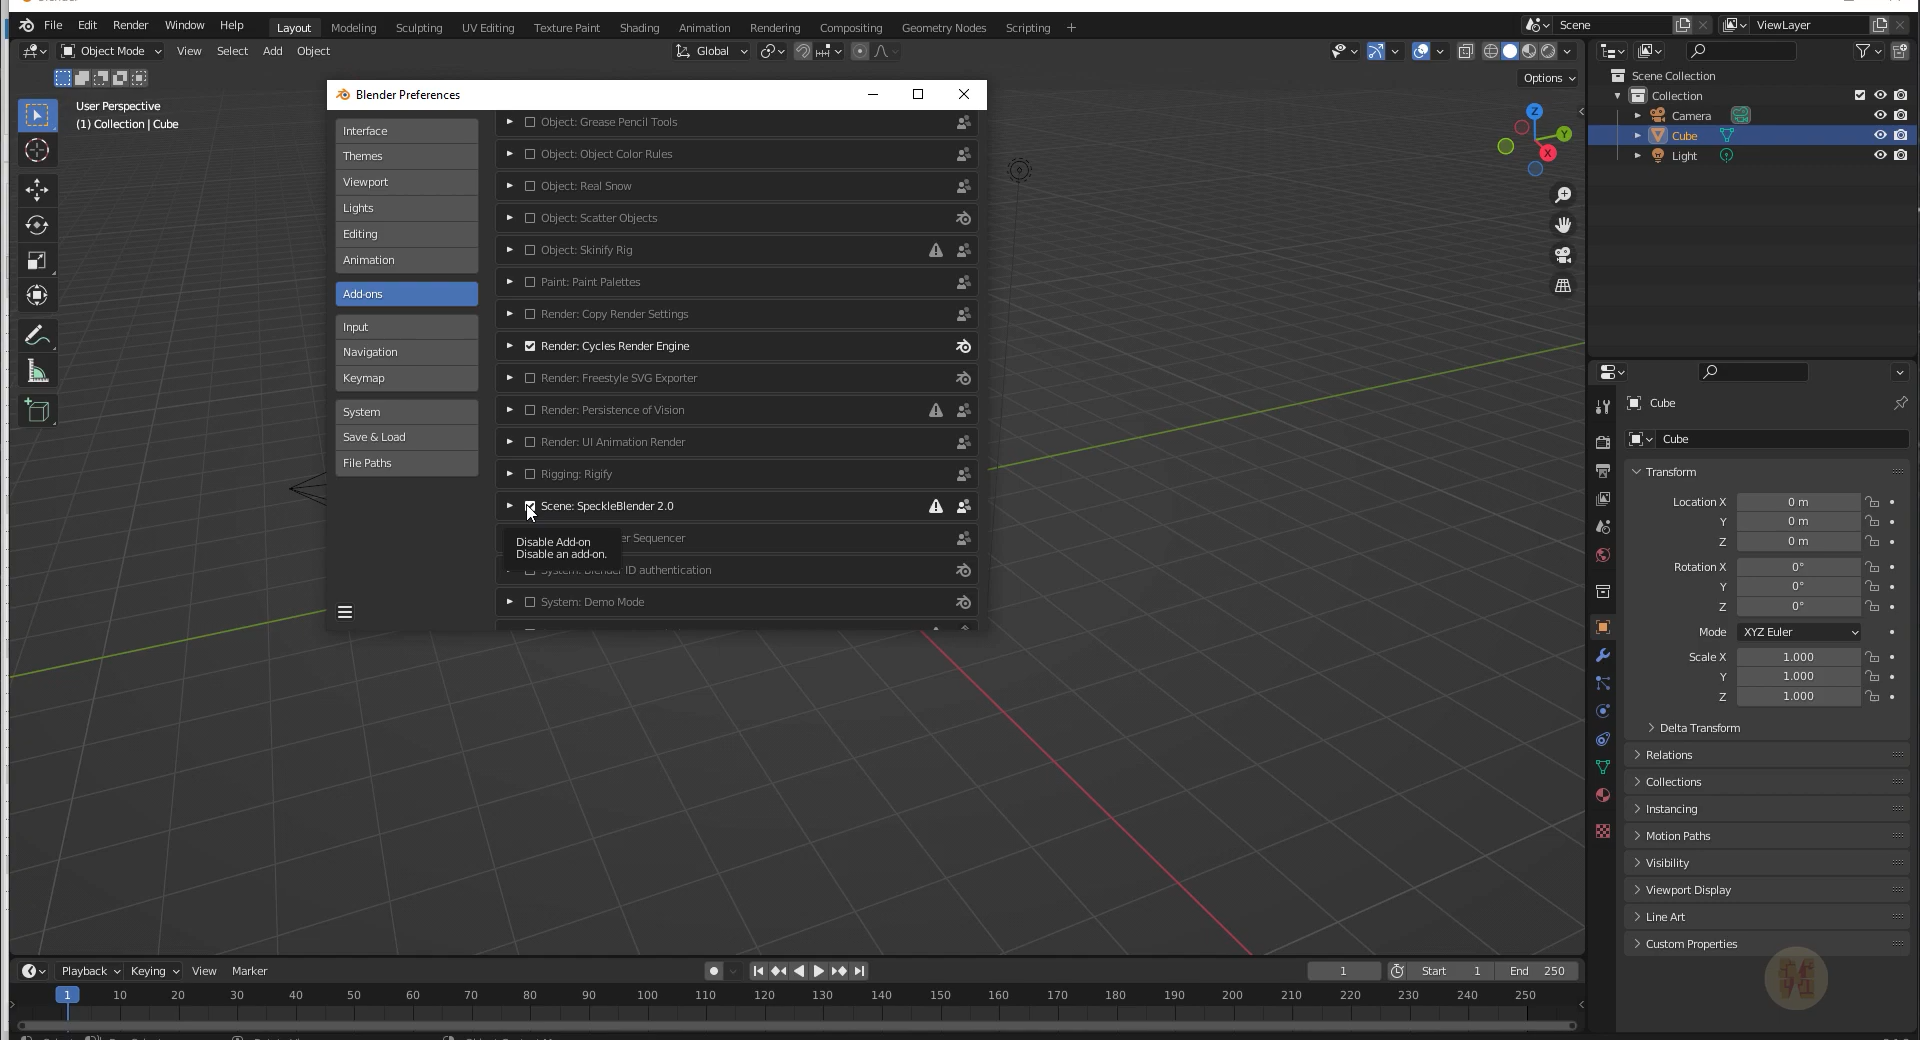 File Edit Render Window Help
Layout Modeling Sculpting UV Editing Texture Paint Shading Animation Rendering Compositing Geometry Nodes Scripting +
Scene
ViewLayer
Object Mode View Select Add Object
Global
Options
User Perspective
(1) Collection | Cube
Blender Preferences
Interface
Themes
Viewport
Lights
Editing
Animation
Add-ons
Input
Navigation
Keymap
System
Save & Load
File Paths
Object: Grease Pencil Tools
Object: Object Color Rules
Object: Real Snow
Object: Scatter Objects
Object: Skinify Rig
Paint: Paint Palettes
Render: Copy Render Settings
Render: Cycles Render Engine
Render: Freestyle SVG Exporter
Render: Persistence of Vision
Render: UI Animation Render
Rigging: Rigify
Scene: SpeckleBlender 2.0
Sequencer
Disable Add-on
Disable an add-on.
System: Blender ID authentication
System: Demo Mode
Z
Y
X
Scene Collection
Collection
Camera
Cube
Light
Cube
Cube
Transform
Location X 0 m
Y 0 m
Z 0 m
Rotation X 0°
Y 0°
Z 0°
Mode XYZ Euler
Scale X 1.000
Y 1.000
Z 1.000
Delta Transform
Relations
Collections
Instancing
Motion Paths
Visibility
Viewport Display
Line Art
Custom Properties
Playback Keying View Marker
1 Start 1 End 250
1 10 20 30 40 50 60 70 80 90 100 110 120 130 140 150 160 170 180 190 200 210 220 230 240 250